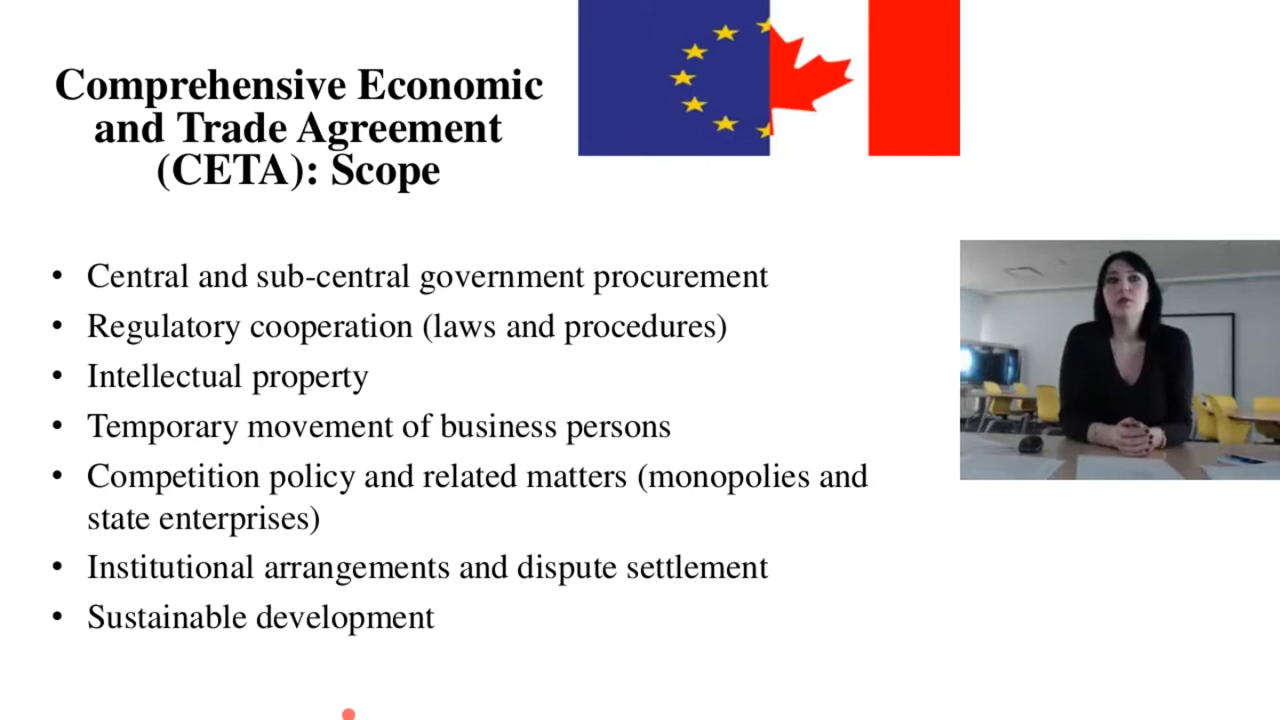 Comprehensive Economic
and Trade Agreement
(CETA): Scope
• Central and sub-central government procurement
• Regulatory cooperation (laws and procedures)
• Intellectual property
• Temporary movement of business persons
• Competition policy and related matters (monopolies and
state enterprises)
• Institutional arrangements and dispute settlement
• Sustainable development